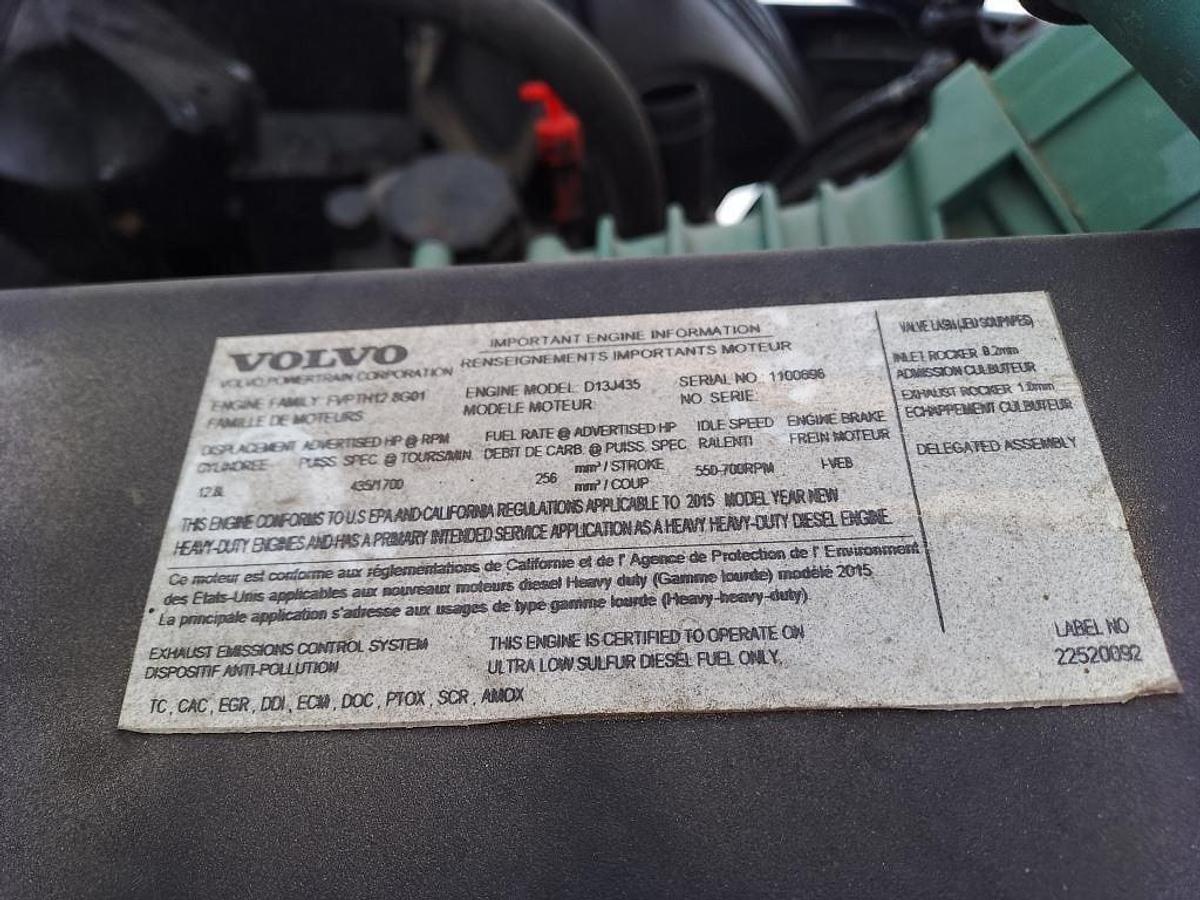 VOLVO
VOLVO POWERTRAIN CORPORATION
IMPORTANT ENGINE INFORMATION
RENSEIGNEMENTS IMPORTANTS MOTEUR
ENGINE FAMILY: FVPTH12.8G01
FAMILLE DE MOTEURS
ENGINE MODEL: D13J435
MODELE MOTEUR:
SERIAL NO.: 1100696
NO. SERIE:
DISPLACEMENT
CYLINDREE
12.8L
ADVERTISED HP @ RPM
PUISS. SPEC. @ TOURS/MIN.
435/1700
FUEL RATE @ ADVERTISED HP
DEBIT DE CARB. @ PUISS. SPEC.
256 mm³ / STROKE
mm³ / COUP
IDLE SPEED
RALENTI
550-700RPM
ENGINE BRAKE
FREIN MOTEUR
I-VEB
THIS ENGINE CONFORMS TO U.S EPA AND CALIFORNIA REGULATIONS APPLICABLE TO 2015 MODEL YEAR NEW
HEAVY-DUTY ENGINES AND HAS A PRIMARY INTENDED SERVICE APPLICATION AS A HEAVY HEAVY-DUTY DIESEL ENGINE.
Ce moteur est conforme aux réglementations de Californie et de l' Agence de Protection de l' Environment
des Etats-Unis applicables aux nouveaux moteurs diesel Heavy duty (Gamme lourde) modèle 2015
La principale application s'adresse aux usages de type gamme lourde (Heavy-heavy-duty)
EXHAUST EMISSIONS CONTROL SYSTEM
DISPOSITIF ANTI-POLLUTION
THIS ENGINE IS CERTIFIED TO OPERATE ON
ULTRA LOW SULFUR DIESEL FUEL ONLY.
TC, CAC, EGR, DDI, ECM, DOC, PTOX, SCR, AMOX
VALVE LASH (JEU SOUPAPES)
INLET ROCKER 0.2mm
ADMISSION CULBUTEUR
EXHAUST ROCKER 1.0mm
ECHAPPEMENT CULBUTEUR
DELEGATED ASSEMBLY
LABEL NO
22520092